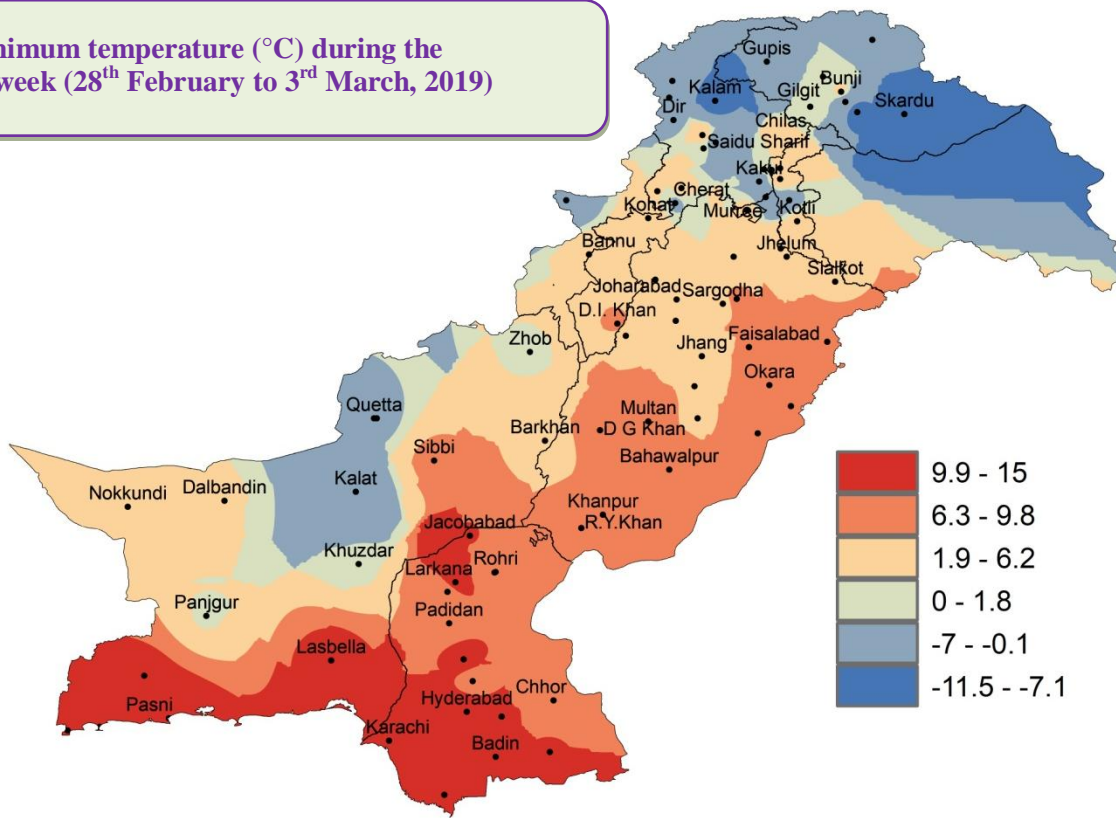 nimum temperature (°C) during the
week (28th February to 3rd March, 2019)
Gupis
Bunji
Kalam
Gilgit
Skardu
Dir
Chilas
Saidu Sharif
Kakul
Cherat
Kohat
Murree
Kotli
Bannu
Jhelum
Sialkot
Joharabad
Sargodha
D.I. Khan
Zhob
Faisalabad
Jhang
Okara
Quetta
Multan
Barkhan
D G Khan
Sibbi
Bahawalpur
Kalat
Nokkundi
Dalbandin
Khanpur
Jacobabad
R.Y.Khan
Khuzdar
Rohri
Larkana
Panjgur
Padidan
Lasbella
Chhor
Pasni
Hyderabad
Karachi
Badin
9.9 - 15
6.3 - 9.8
1.9 - 6.2
0 - 1.8
-7 - -0.1
-11.5 - -7.1